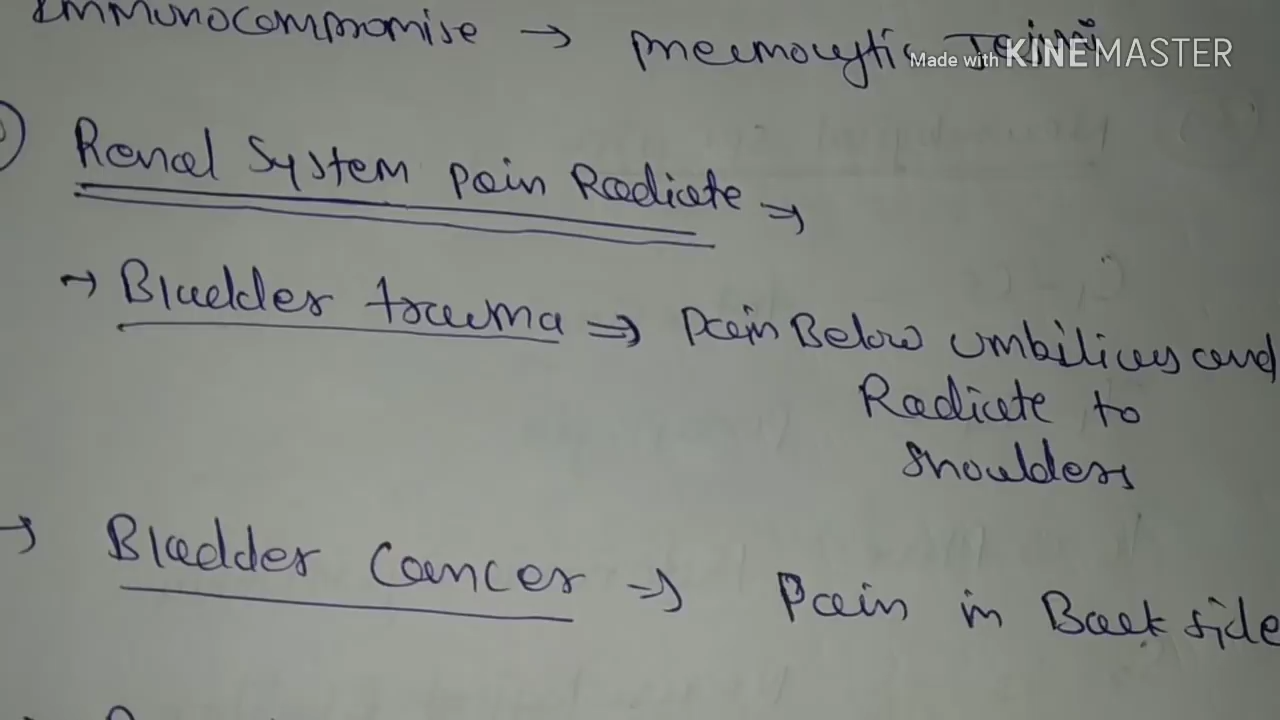 Immunocompromise → Pneumocytic Jeini
Made with KINEMASTER
Renal System Pain Radiate ⇒
→ Bladder trauma ⇒ Pain Below umbilicus and
Radiate to
Shoulders
→ Bladder Cancer ⇒ Pain in Back side